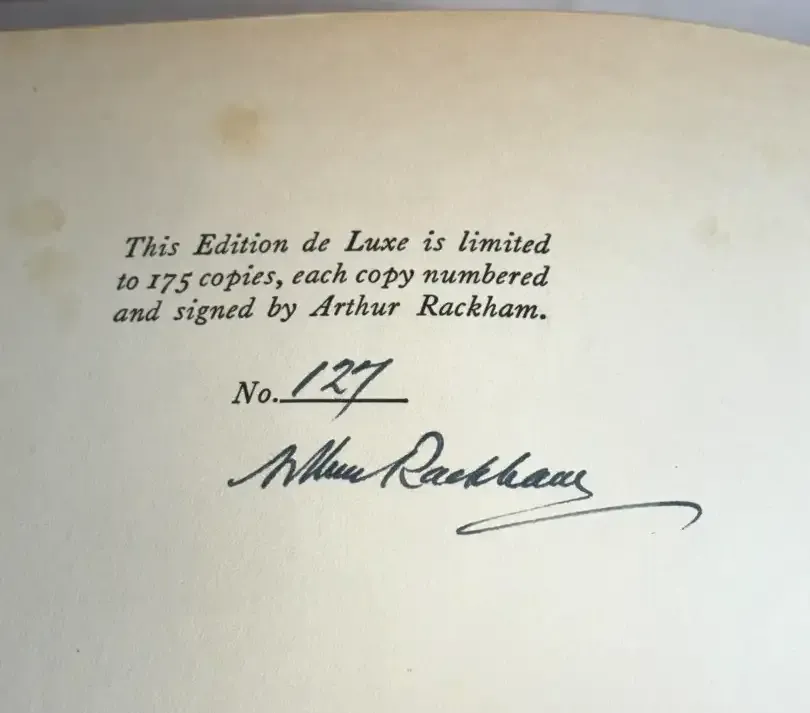 This Edition de Luxe is limited
to 175 copies, each copy numbered
and signed by Arthur Rackham.
No. 127
Arthur Rackham